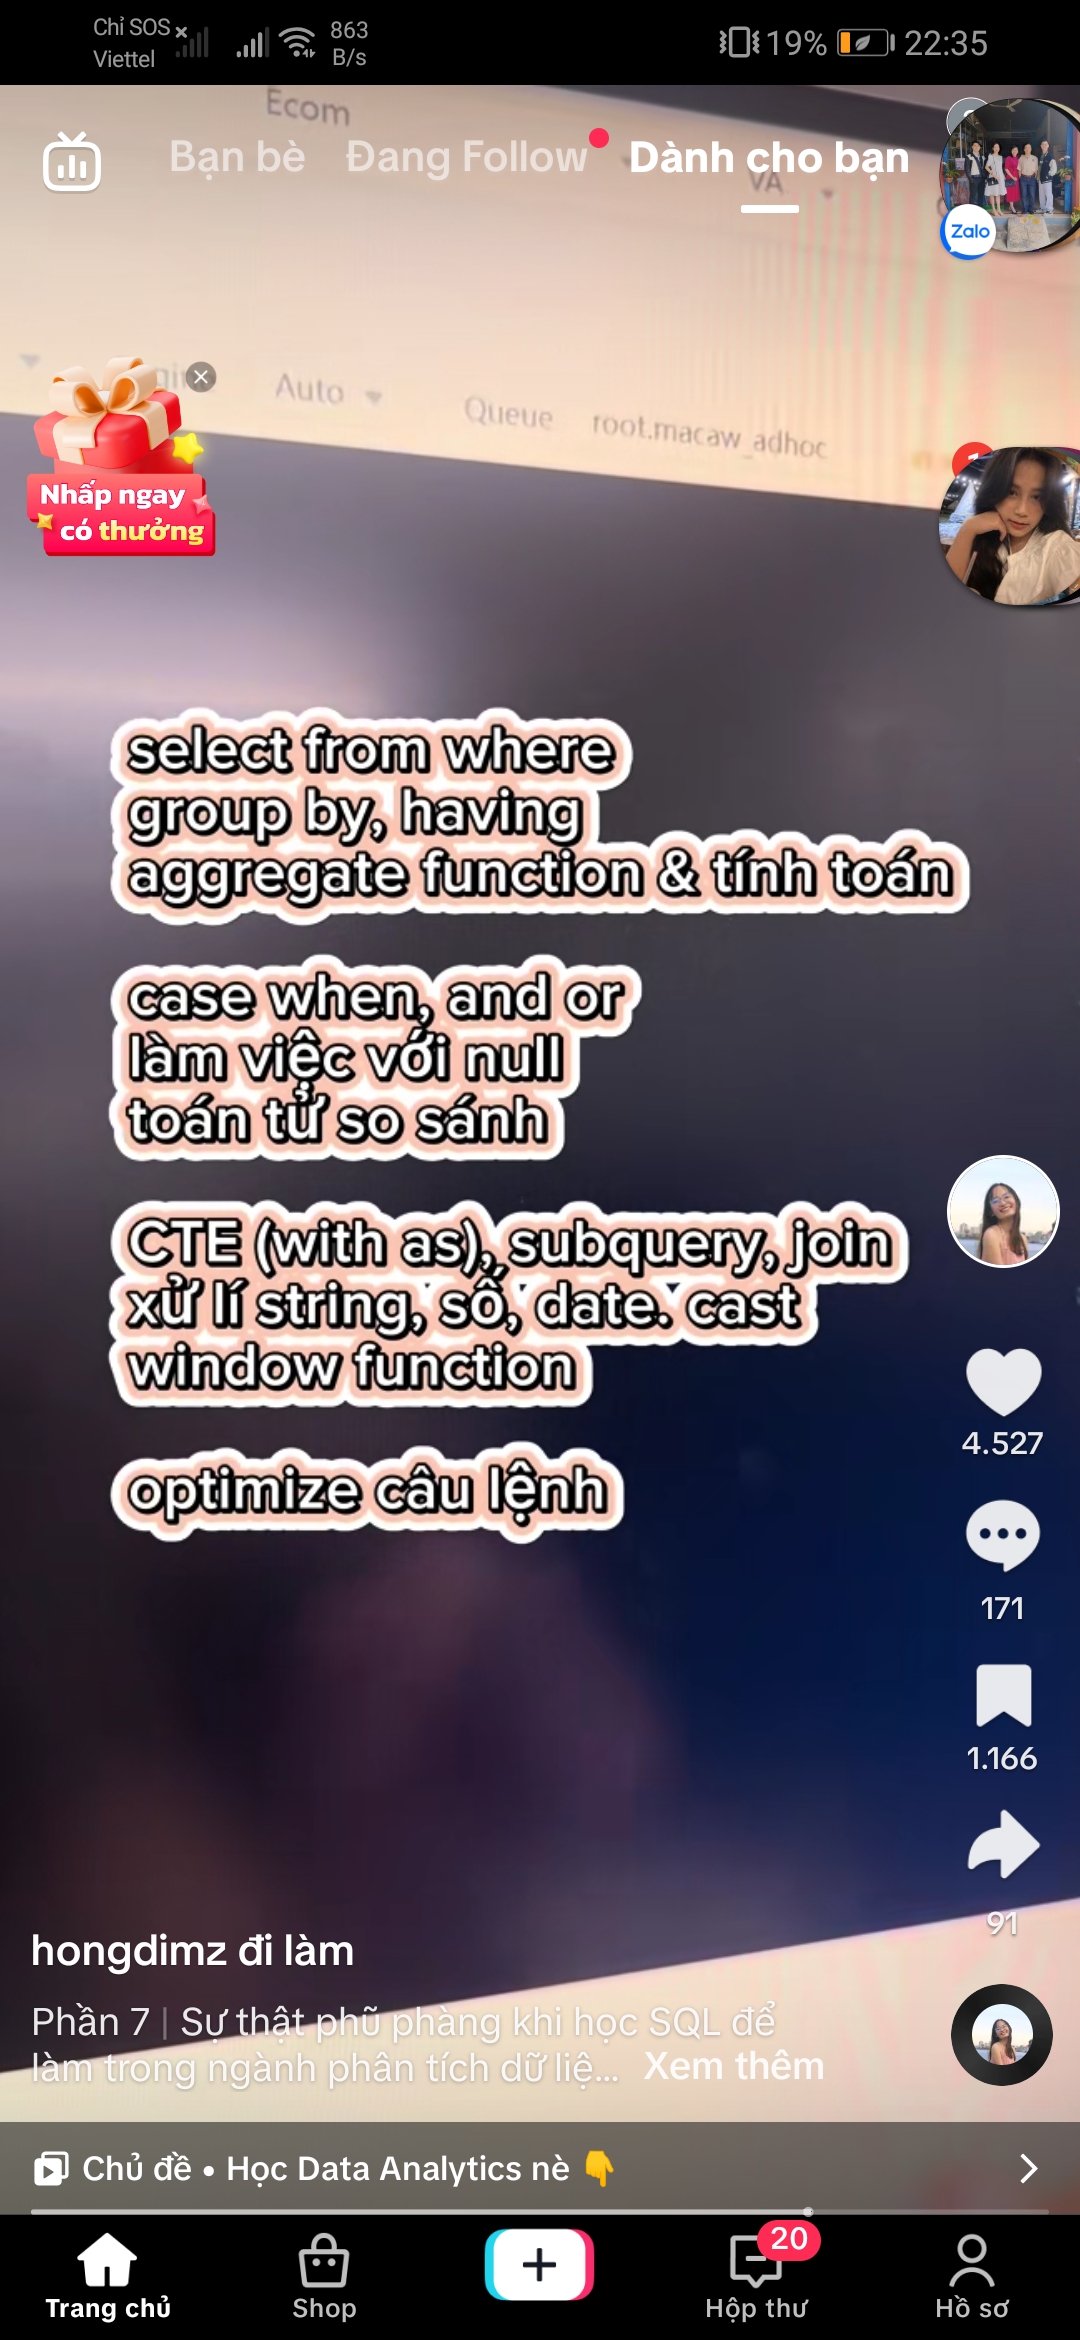 Chỉ SOS
Viettel
863
B/s
19%
22:35
Ecom
Bạn bè
Đang Follow
Dành cho bạn
VA
Zalo
Auto
Queue
root.macaw_adhoc
Nhấp ngay
có thưởng
select from where
group by, having
aggregate function & tính toán
case when, and or
làm việc với null
toán tử so sánh
CTE (with as), subquery, join
xử lí string, số, date. cast
window function
optimize câu lệnh
4.527
171
1.166
91
hongdimz đi làm
Phần 7 | Sự thật phũ phàng khi học SQL để
làm trong ngành phân tích dữ liệ... Xem thêm
Chủ đề • Học Data Analytics nè 👇
20
Trang chủ
Shop
Hộp thư
Hồ sơ